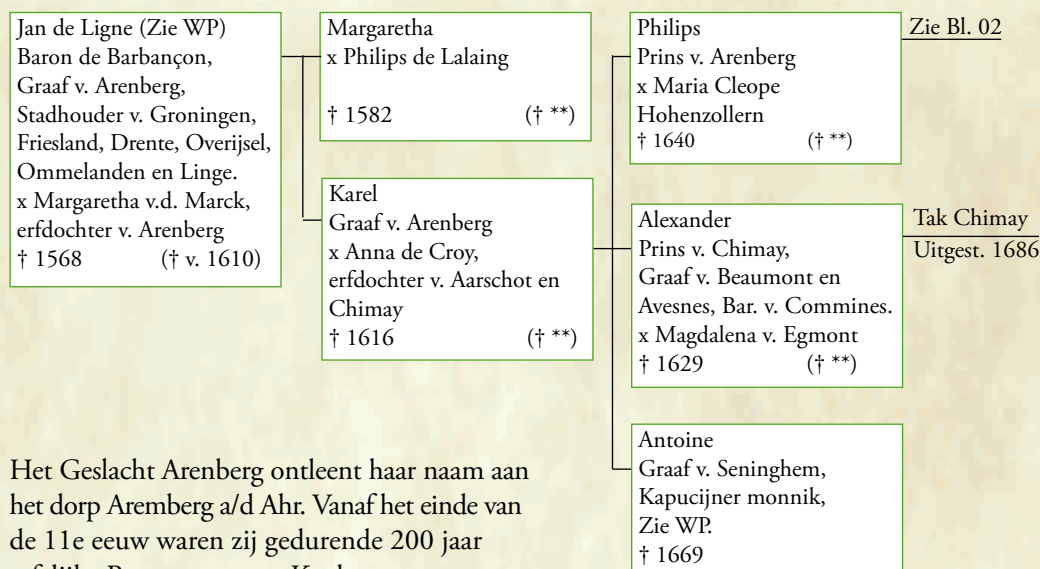 Jan de Ligne (Zie WP)
Baron de Barbançon,
Graaf v. Arenberg,
Stadhouder v. Groningen,
Friesland, Drente, Overijsel,
Ommelanden en Linge.
x Margaretha v.d. Marck,
erfdochter v. Arenberg
† 1568 († v. 1610)
Margaretha
x Philips de Lalaing
† 1582 († **)
Karel
Graaf v. Arenberg
x Anna de Croy,
erfdochter v. Aarschot en
Chimay
† 1616 († **)
Philips
Prins v. Arenberg
x Maria Cleope
Hohenzollern
† 1640 († **)
Zie Bl. 02
Alexander
Prins v. Chimay,
Graaf v. Beaumont en
Avesnes, Bar. v. Commines.
x Magdalena v. Egmont
† 1629 († **)
Tak Chimay
Uitgest. 1686
Antoine
Graaf v. Seninghem,
Kapucijner monnik,
Zie WP.
† 1669
Het Geslacht Arenberg ontleent haar naam aan
het dorp Aremberg a/d Ahr. Vanaf het einde van
de 11e eeuw waren zij gedurende 200 jaar